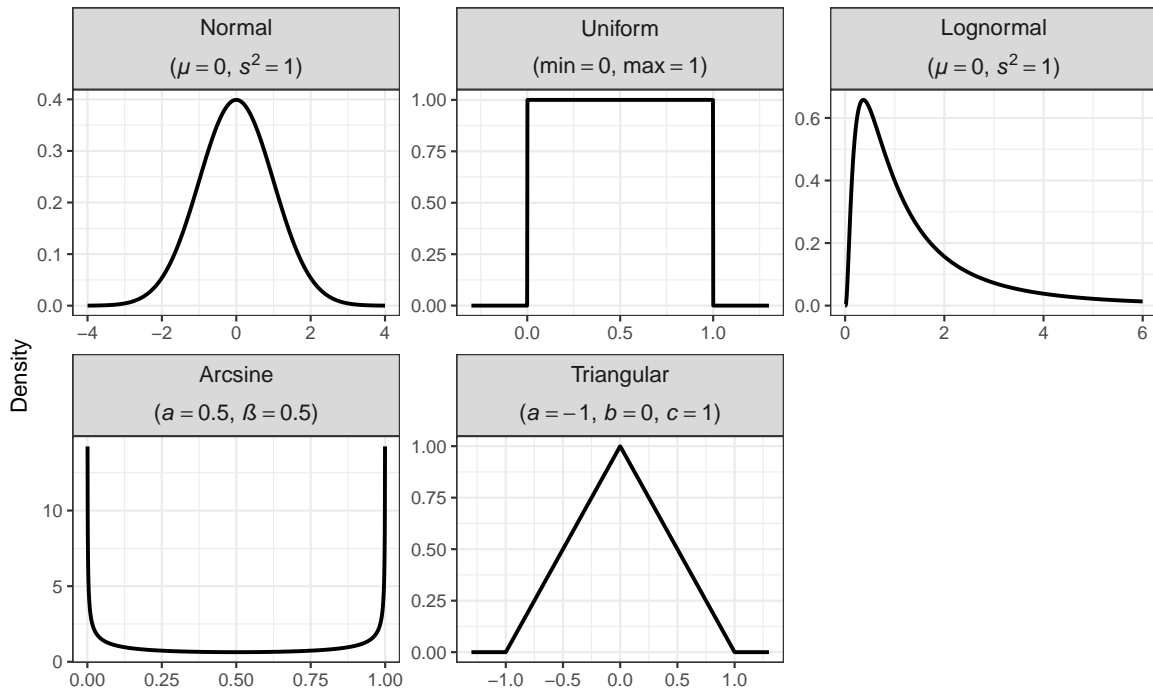 Normal
(μ = 0, s² = 1)
Uniform
(min = 0, max = 1)
Lognormal
(μ = 0, s² = 1)
0.4
0.3
0.2
0.1
0.0
−4 −2 0 2 4
1.00
0.75
0.50
0.25
0.00
0.0 0.5 1.0
0.6
0.4
0.2
0.0
0 2 4 6
Density
Arcsine
(a = 0.5, ß = 0.5)
Triangular
(a = −1, b = 0, c = 1)
10
5
0
0.00 0.25 0.50 0.75 1.00
1.00
0.75
0.50
0.25
0.00
−1.0 −0.5 0.0 0.5 1.0